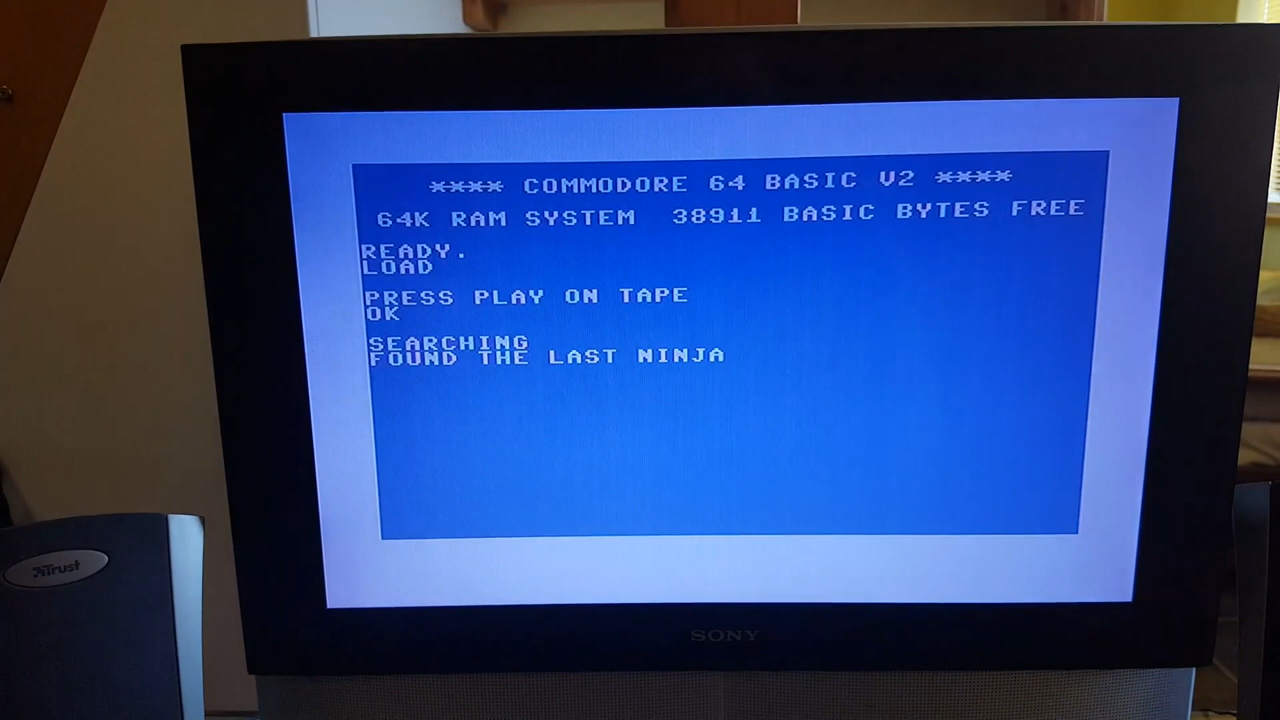 **** COMMODORE 64 BASIC V2 ****
64K RAM SYSTEM  38911 BASIC BYTES FREE
READY.
LOAD
PRESS PLAY ON TAPE
OK
SEARCHING
FOUND THE LAST NINJA
Trust
SONY